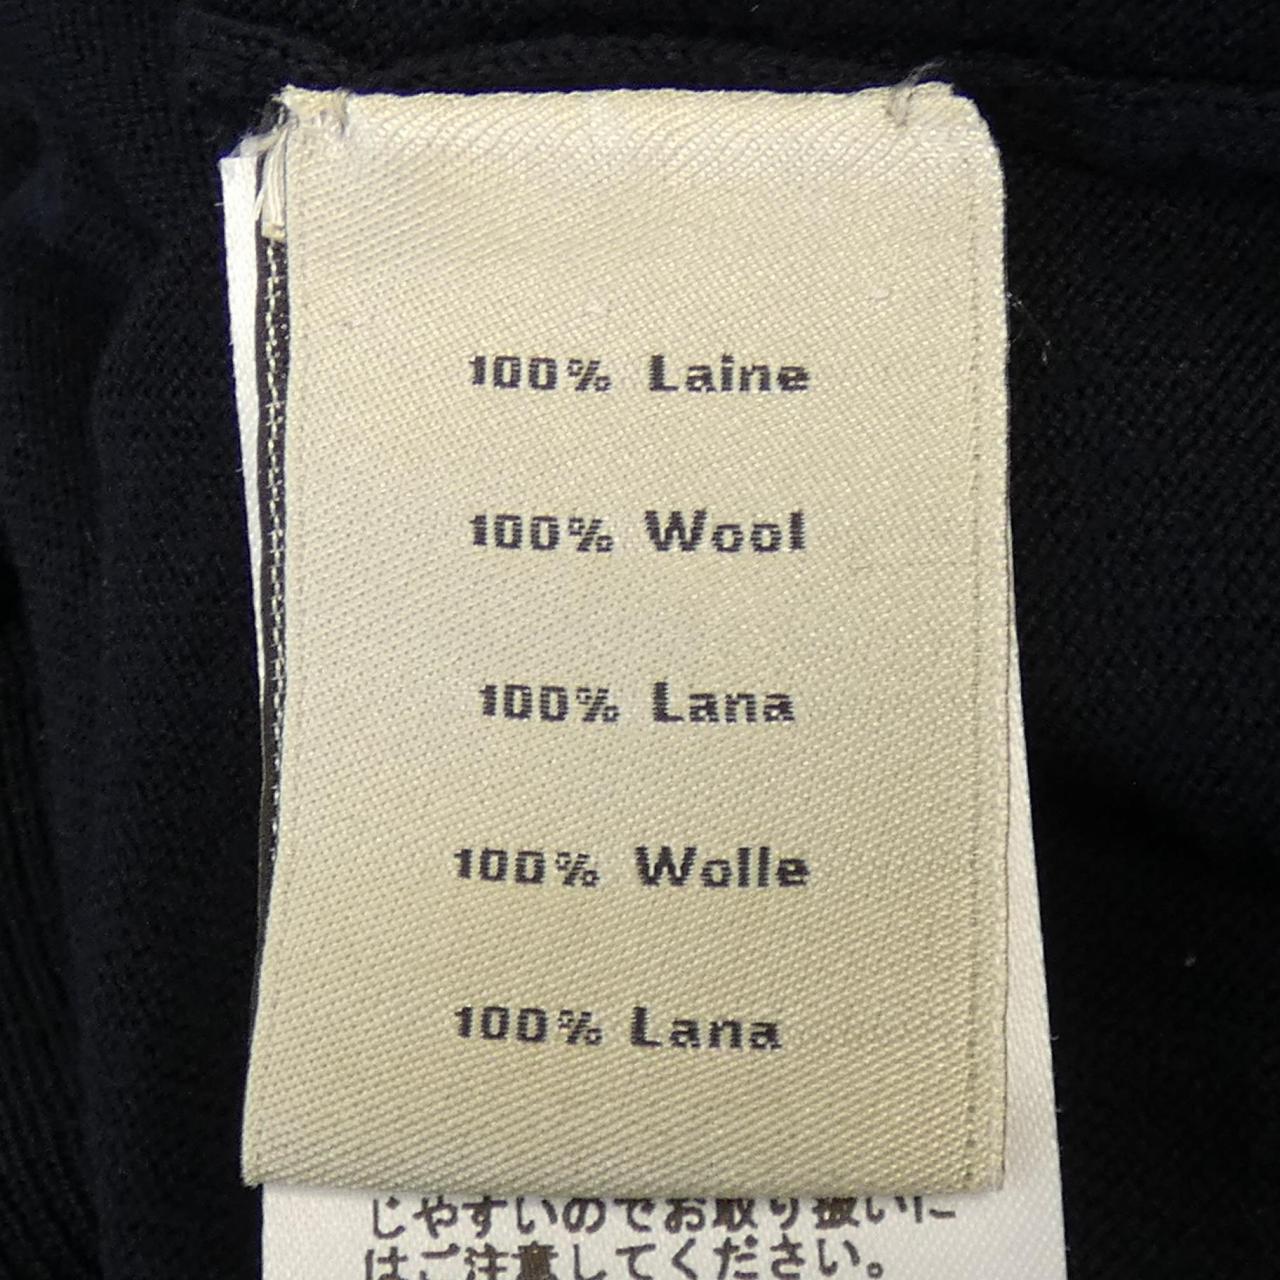 100% Laine
100% Wool
100% Lana
100% Wolle
100% Lana
じやすいのでお取り扱いに
はご注意してください。